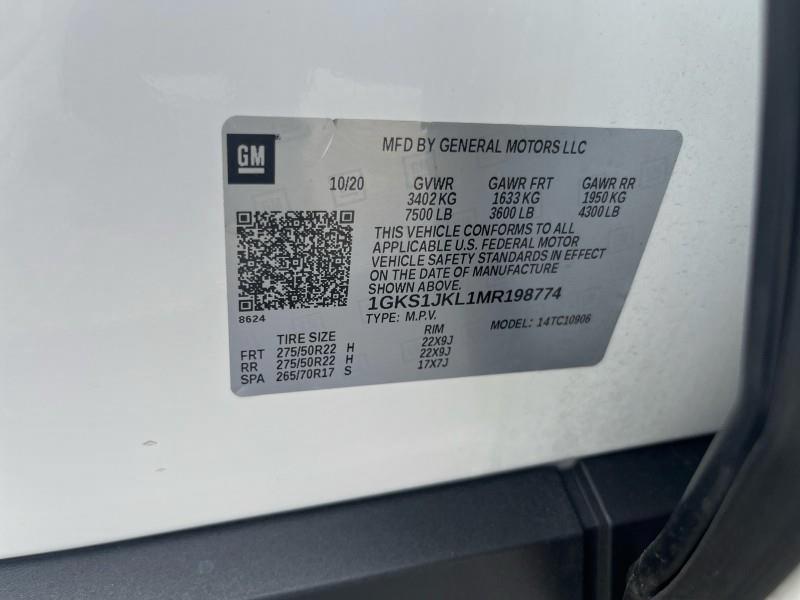 GM
MFD BY GENERAL MOTORS LLC
10/20 GVWR GAWR FRT GAWR RR
3402 KG 1633 KG 1950 KG
7500 LB 3600 LB 4300 LB
THIS VEHICLE CONFORMS TO ALL
APPLICABLE U.S. FEDERAL MOTOR
VEHICLE SAFETY STANDARDS IN EFFECT
ON THE DATE OF MANUFACTURE
SHOWN ABOVE.
1GKS1JKL1MR198774
8624
TYPE: M.P.V. MODEL: 14TC10906
TIRE SIZE RIM
FRT 275/50R22 H 22X9J
RR 275/50R22 H 22X9J
SPA 265/70R17 S 17X7J